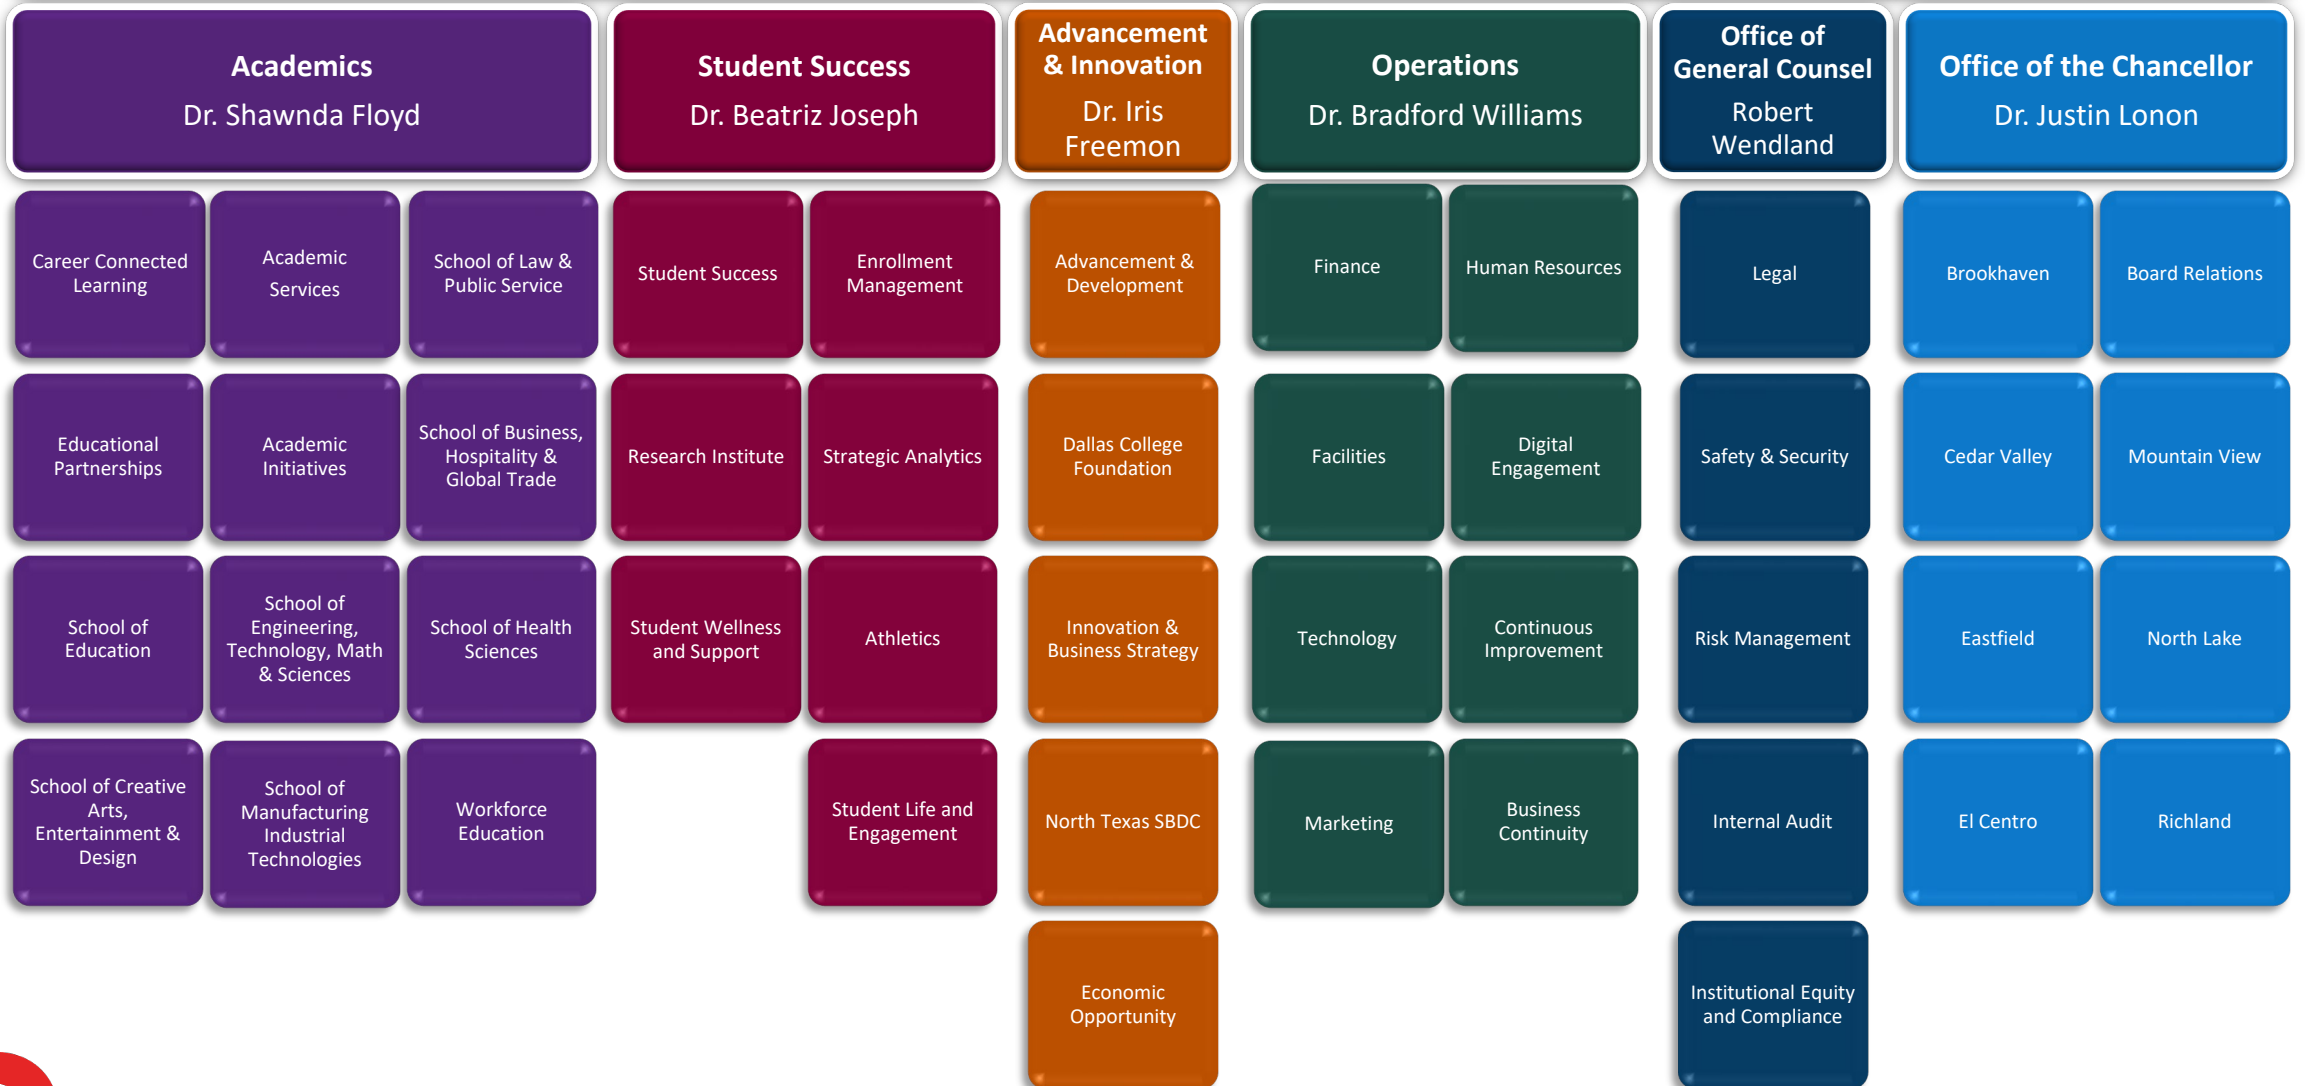 Academics
Dr. Shawnda Floyd
Student Success
Dr. Beatriz Joseph
Advancement
& Innovation
Dr. Iris
Freemon
Operations
Dr. Bradford Williams
Office of
General Counsel
Robert
Wendland
Office of the Chancellor
Dr. Justin Lonon
Career Connected
Learning
Academic
Services
School of Law &
Public Service
Student Success
Enrollment
Management
Advancement &
Development
Finance
Human Resources
Legal
Brookhaven
Board Relations
Educational
Partnerships
Academic
Initiatives
School of Business,
Hospitality &
Global Trade
Research Institute
Strategic Analytics
Dallas College
Foundation
Facilities
Digital
Engagement
Safety & Security
Cedar Valley
Mountain View
School of
Education
School of
Engineering,
Technology, Math
& Sciences
School of Health
Sciences
Student Wellness
and Support
Athletics
Innovation &
Business Strategy
Technology
Continuous
Improvement
Risk Management
Eastfield
North Lake
School of Creative
Arts,
Entertainment &
Design
School of
Manufacturing
Industrial
Technologies
Workforce
Education
Student Life and
Engagement
North Texas SBDC
Marketing
Business
Continuity
Internal Audit
El Centro
Richland
Economic
Opportunity
Institutional Equity
and Compliance